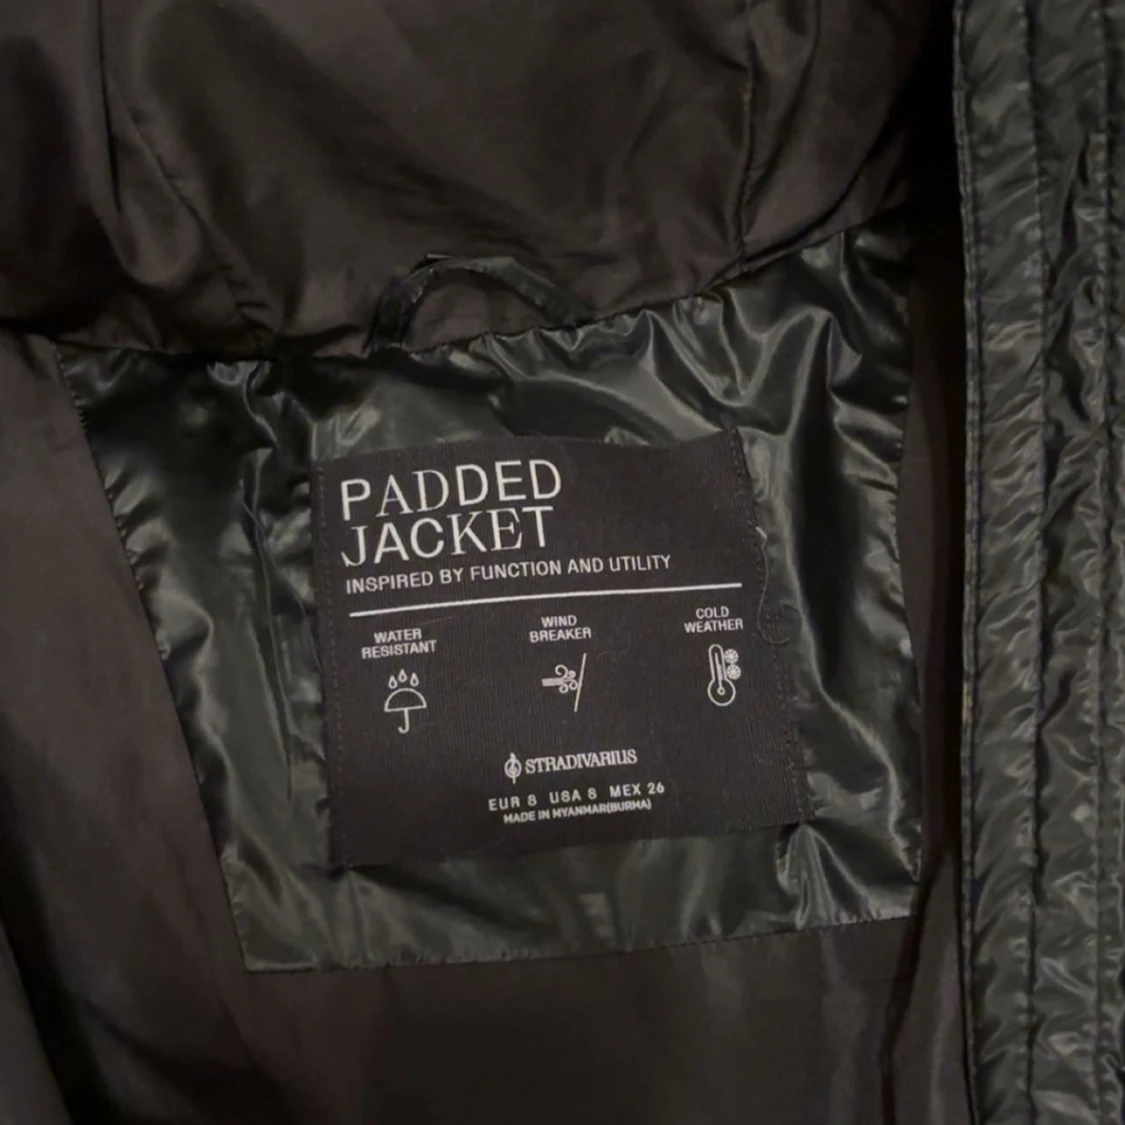 PADDED
JACKET
INSPIRED BY FUNCTION AND UTILITY
WATER
RESISTANT
WIND
BREAKER
COLD
WEATHER
STRADIVARIUS
EUR S USA S MEX 26
MADE IN MYANMAR(BURMA)